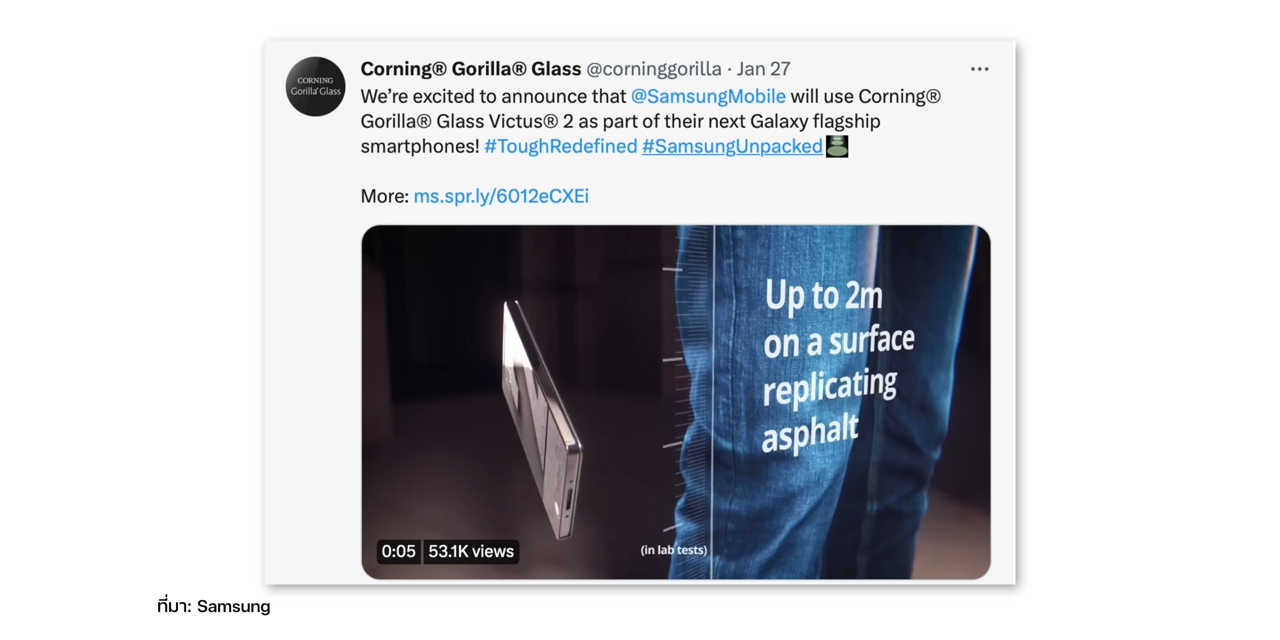 CORNING
Gorilla® Glass
Corning® Gorilla® Glass @corninggorilla · Jan 27
We’re excited to announce that @SamsungMobile will use Corning®
Gorilla® Glass Victus® 2 as part of their next Galaxy flagship
smartphones! #ToughRedefined #SamsungUnpacked
More: ms.spr.ly/6012eCXEi
Up to 2m
on a surface
replicating
asphalt
(in lab tests)
0:05 53.1K views
ที่มา: Samsung